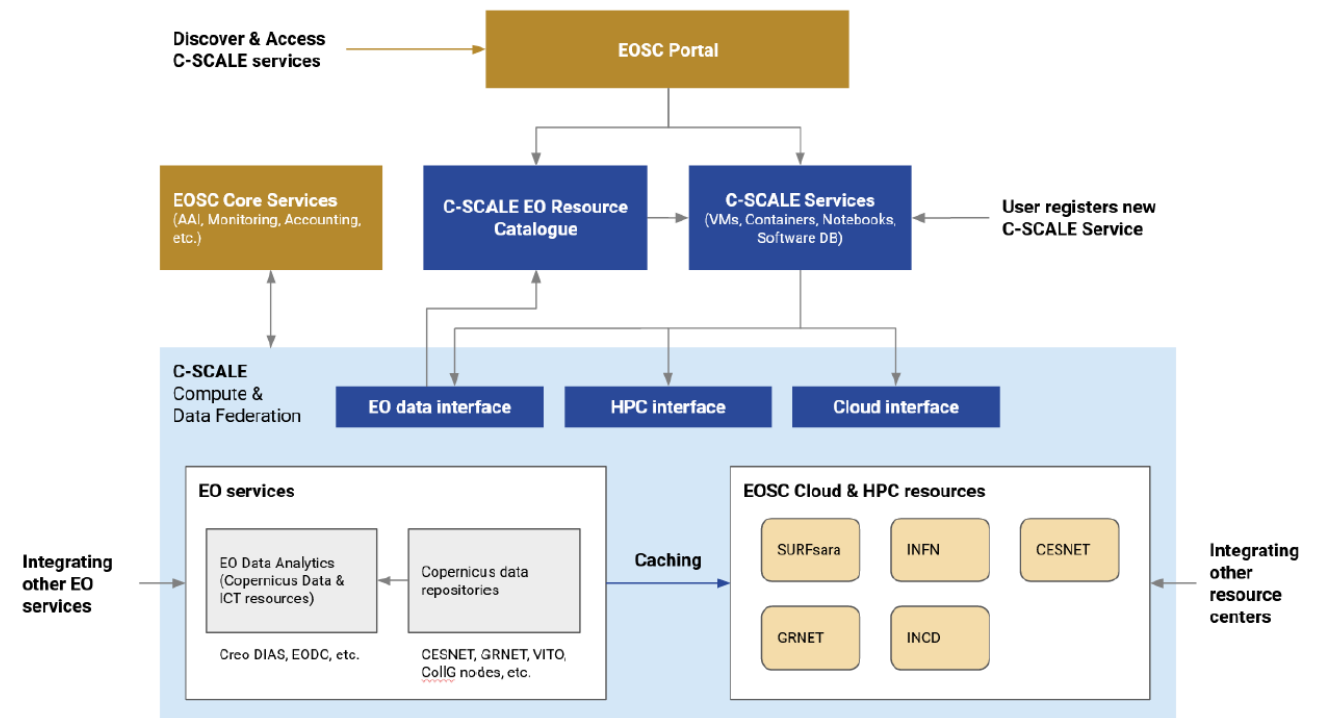 Discover & Access
C-SCALE services
EOSC Portal
EOSC Core Services
(AAI, Monitoring, Accounting,
etc.)
C-SCALE EO Resource
Catalogue
C-SCALE Services
(VMs, Containers, Notebooks,
Software DB)
User registers new
C-SCALE Service
C-SCALE
Compute &
Data Federation
EO data interface
HPC interface
Cloud interface
EO services
EO Data Analytics
(Copernicus Data &
ICT resources)
Copernicus data
repositories
Creo DIAS, EODC, etc.
CESNET, GRNET, VITO,
CollG nodes, etc.
Integrating
other EO
services
Caching
EOSC Cloud & HPC resources
SURFsara
INFN
CESNET
GRNET
INCD
Integrating
other
resource
centers